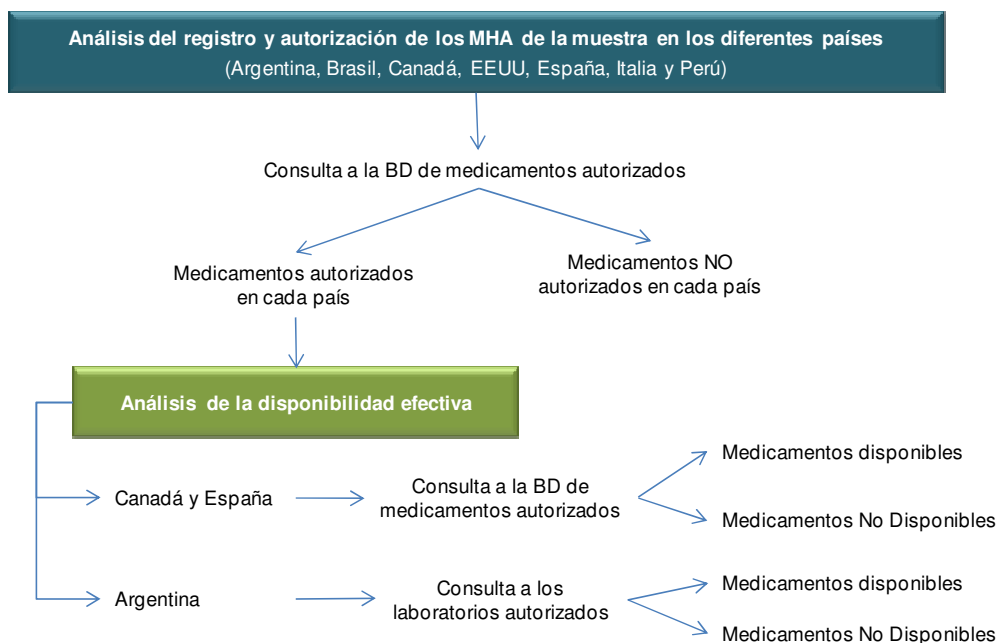 Análisis del registro y autorización de los MHA de la muestra en los diferentes países
(Argentina, Brasil, Canadá, EEUU, España, Italia y Perú)
Consulta a la BD de medicamentos autorizados
Medicamentos autorizados
en cada país
Medicamentos NO
autorizados en cada país
Análisis de la disponibilidad efectiva
Canadá y España
Consulta a la BD de
medicamentos autorizados
Medicamentos disponibles
Medicamentos No Disponibles
Argentina
Consulta a los
laboratorios autorizados
Medicamentos disponibles
Medicamentos No Disponibles